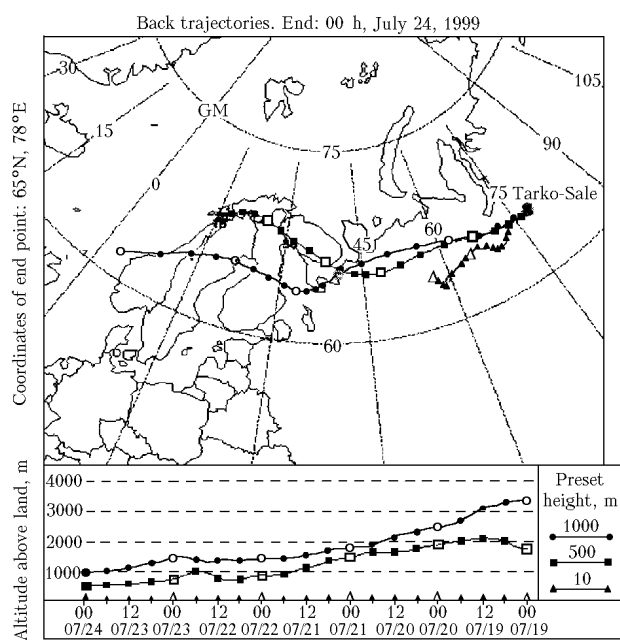 Back trajectories. End: 00 h, July 24, 1999
Coordinates of end point: 65°N, 78°E
30
15
0
GM
105
90
75
75 Tarko-Sale
60
45
60
Altitude above land, m
4000
3000
2000
1000
00 12 00 12 00 12 00 12 00 12 00
07/24 07/23 07/23 07/22 07/22 07/21 07/21 07/20 07/20 07/19 07/19
Preset
height, m
1000
500
10